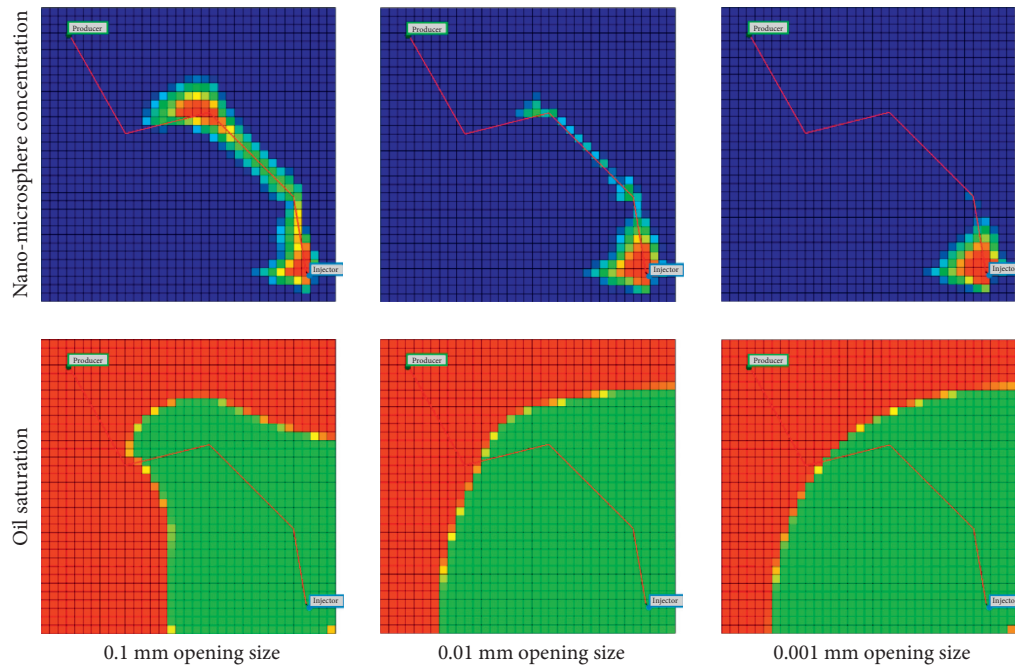 Nano-microsphere concentration
Producer
Injector
Producer
Injector
Producer
Injector
Oil saturation
Producer
Injector
Producer
Injector
Producer
Injector
0.1 mm opening size
0.01 mm opening size
0.001 mm opening size